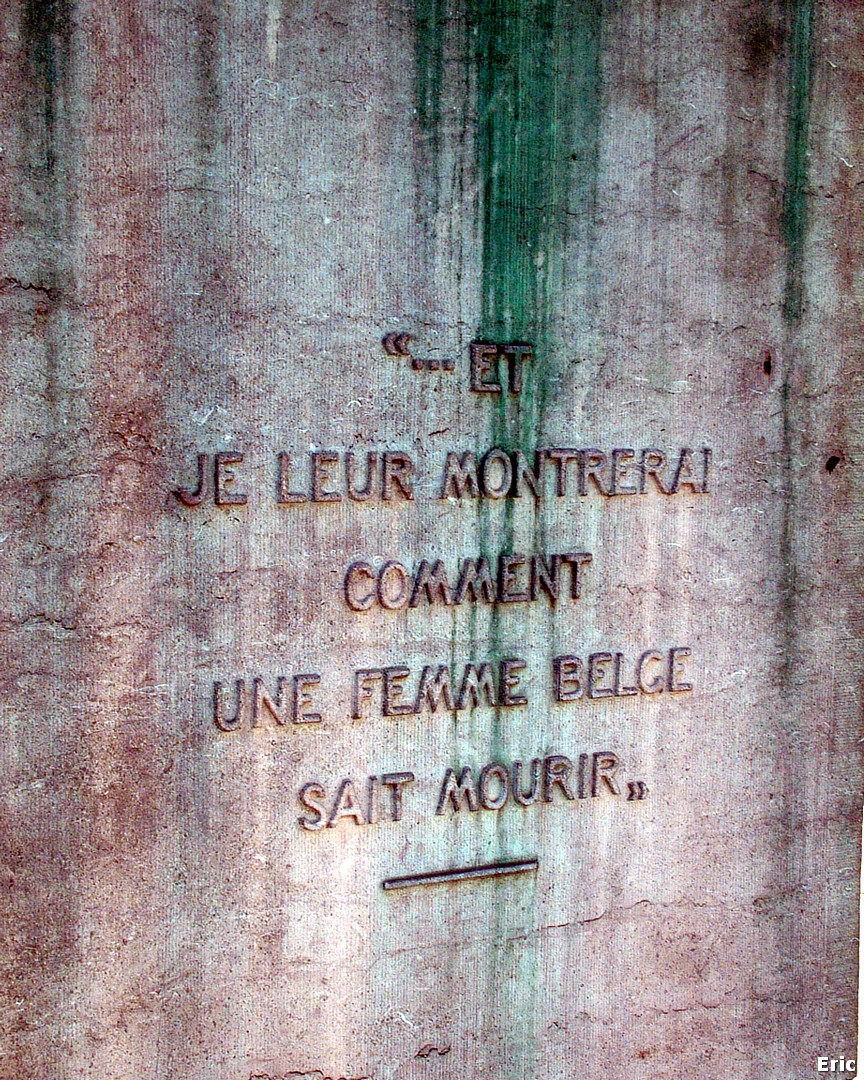 “... ET
JE LEUR MONTRERAI
COMMENT
UNE FEMME BELGE
SAIT MOURIR„
Eric